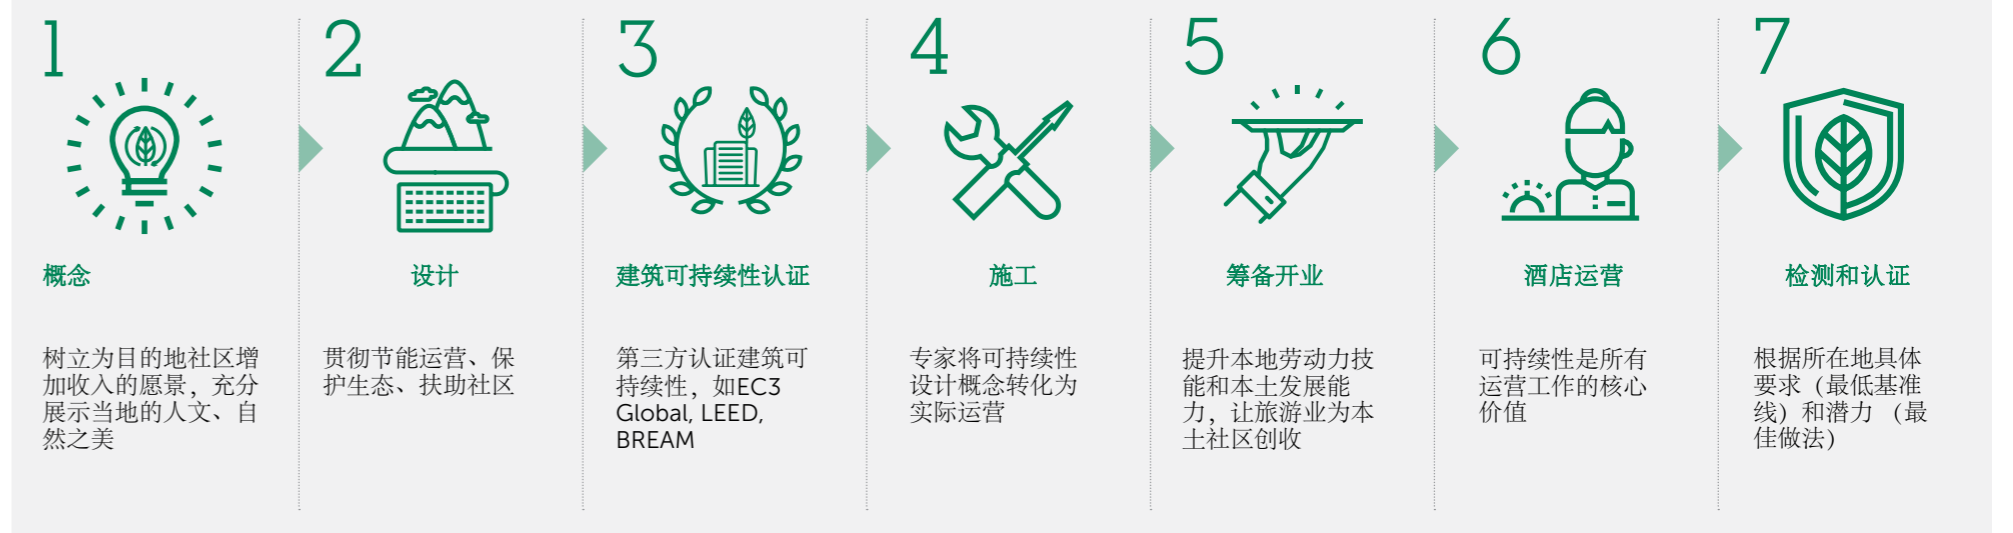 1
概念
树立为目的地社区增
加收入的愿景，充分
展示当地的人文、自
然之美
2
设计
贯彻节能运营、保
护生态、扶助社区
3
建筑可持续性认证
第三方认证建筑可
持续性，如EC3
Global, LEED,
BREAM
4
施工
专家将可持续性
设计概念转化为
实际运营
5
筹备开业
提升本地劳动力技
能和本土发展能
力，让旅游业为本
土社区创收
6
酒店运营
可持续性是所有
运营工作的核心
价值
7
检测和认证
根据所在地具体
要求（最低基准
线）和潜力 （最
佳做法）